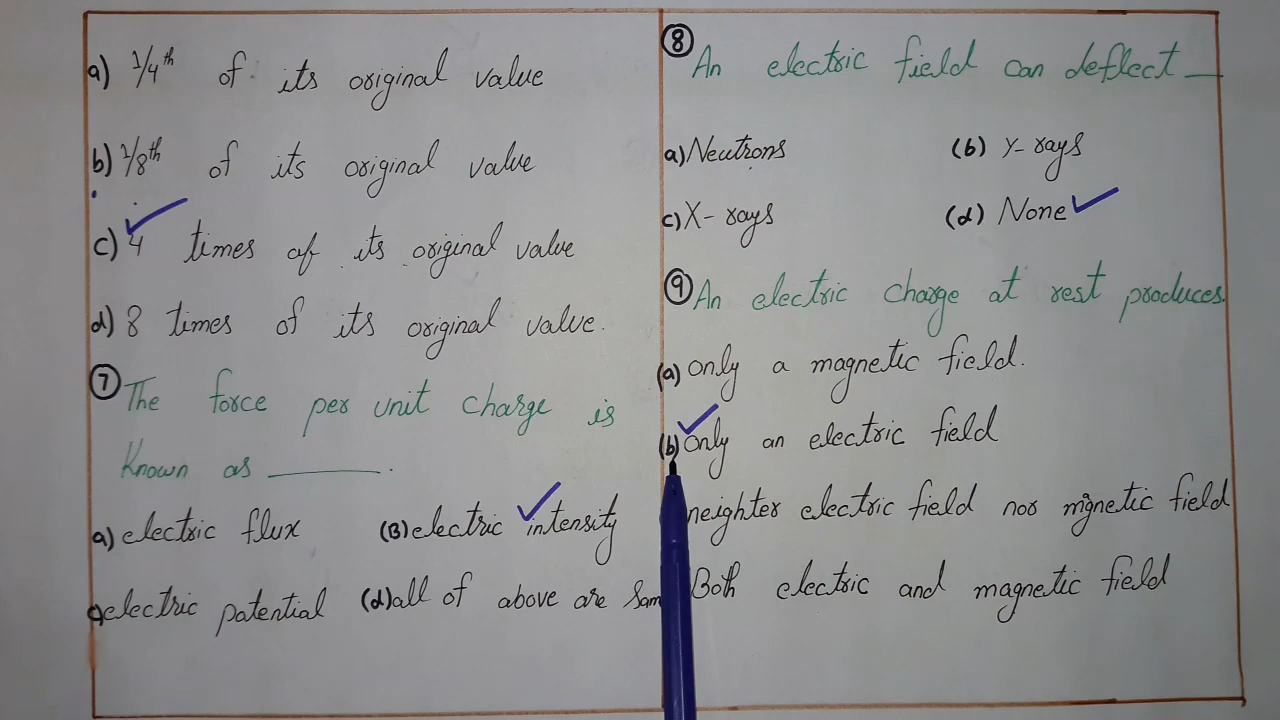 a) 1/4th of its original value
b) 1/8th of its original value
c) 4 times of its original value
d) 8 times of its original value.
7 The force per unit charge is
Known as ______.
a) electric flux (B) electric intensity
c) electric potential (d) all of above are Sam
8 An electric field can deflect __
a) Neutrons (b) γ- rays
c) X- rays (d) None
9 An electric charge at rest produces.
(a) only a magnetic field.
(b) only an electric field
neighter electric field nor mgnetic field
Both electric and magnetic field